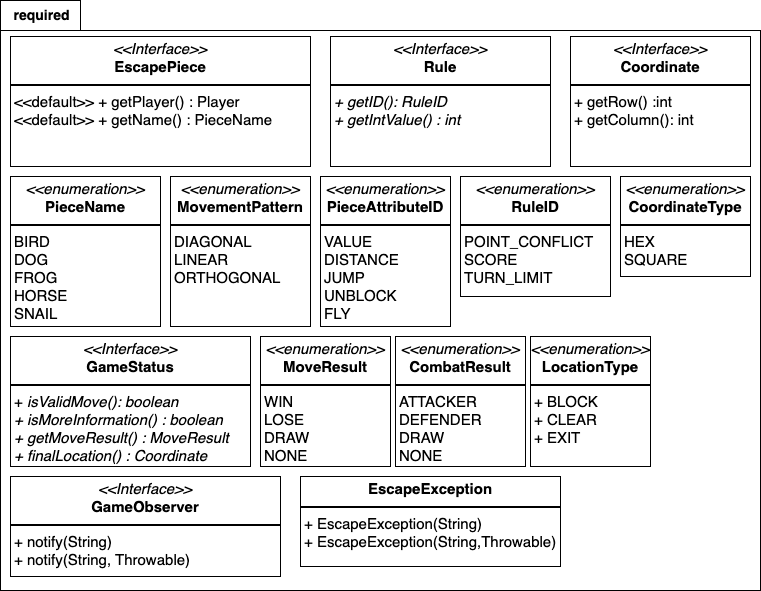 required
<<Interface>>
EscapePiece
<<default>> + getPlayer() : Player
<<default>> + getName() : PieceName
<<Interface>>
Rule
+ getID(): RuleID
+ getIntValue() : int
<<Interface>>
Coordinate
+ getRow() :int
+ getColumn(): int
<<enumeration>>
PieceName
BIRD
DOG
FROG
HORSE
SNAIL
<<enumeration>>
MovementPattern
DIAGONAL
LINEAR
ORTHOGONAL
<<enumeration>>
PieceAttributeID
VALUE
DISTANCE
JUMP
UNBLOCK
FLY
<<enumeration>>
RuleID
POINT_CONFLICT
SCORE
TURN_LIMIT
<<enumeration>>
CoordinateType
HEX
SQUARE
<<Interface>>
GameStatus
+ isValidMove(): boolean
+ isMoreInformation() : boolean
+ getMoveResult() : MoveResult
+ finalLocation() : Coordinate
<<enumeration>>
MoveResult
WIN
LOSE
DRAW
NONE
<<enumeration>>
CombatResult
ATTACKER
DEFENDER
DRAW
NONE
<<enumeration>>
LocationType
+ BLOCK
+ CLEAR
+ EXIT
<<Interface>>
GameObserver
+ notify(String)
+ notify(String, Throwable)
EscapeException
+ EscapeException(String)
+ EscapeException(String,Throwable)